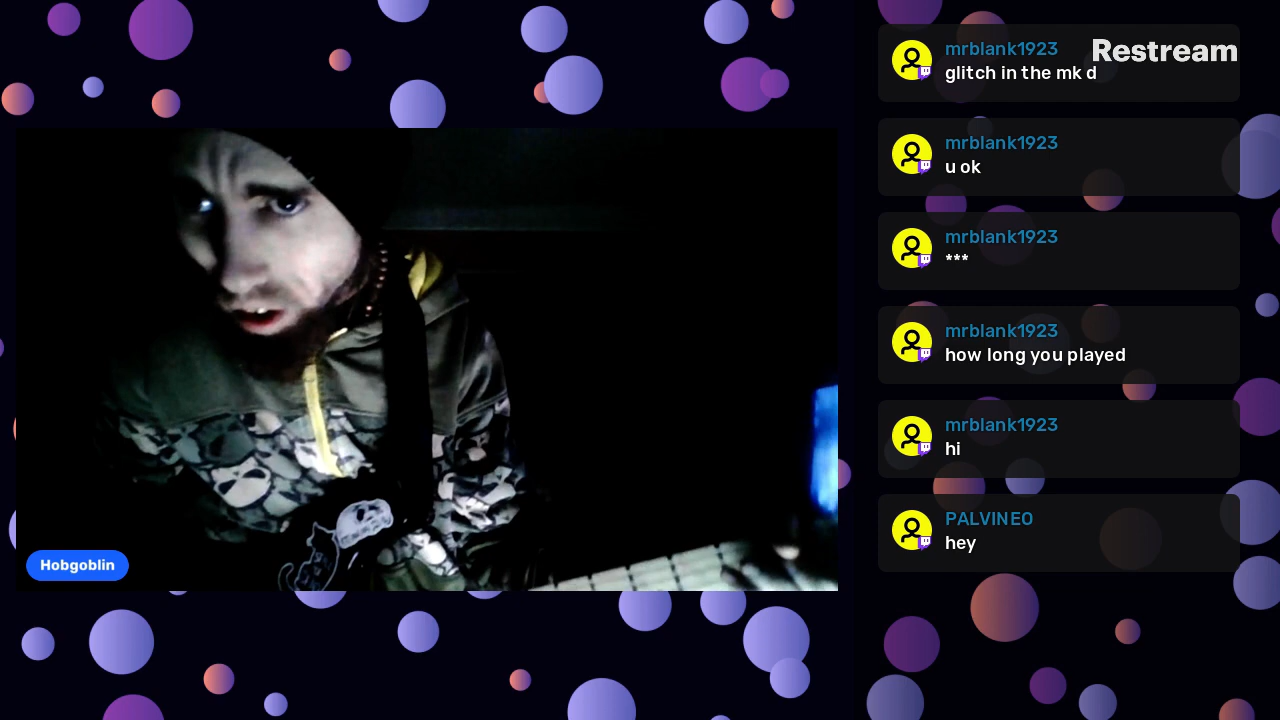 Restream
mrblank1923
glitch in the mk d
mrblank1923
u ok
mrblank1923
***
mrblank1923
how long you played
mrblank1923
hi
PALVINEO
hey
Hobgoblin